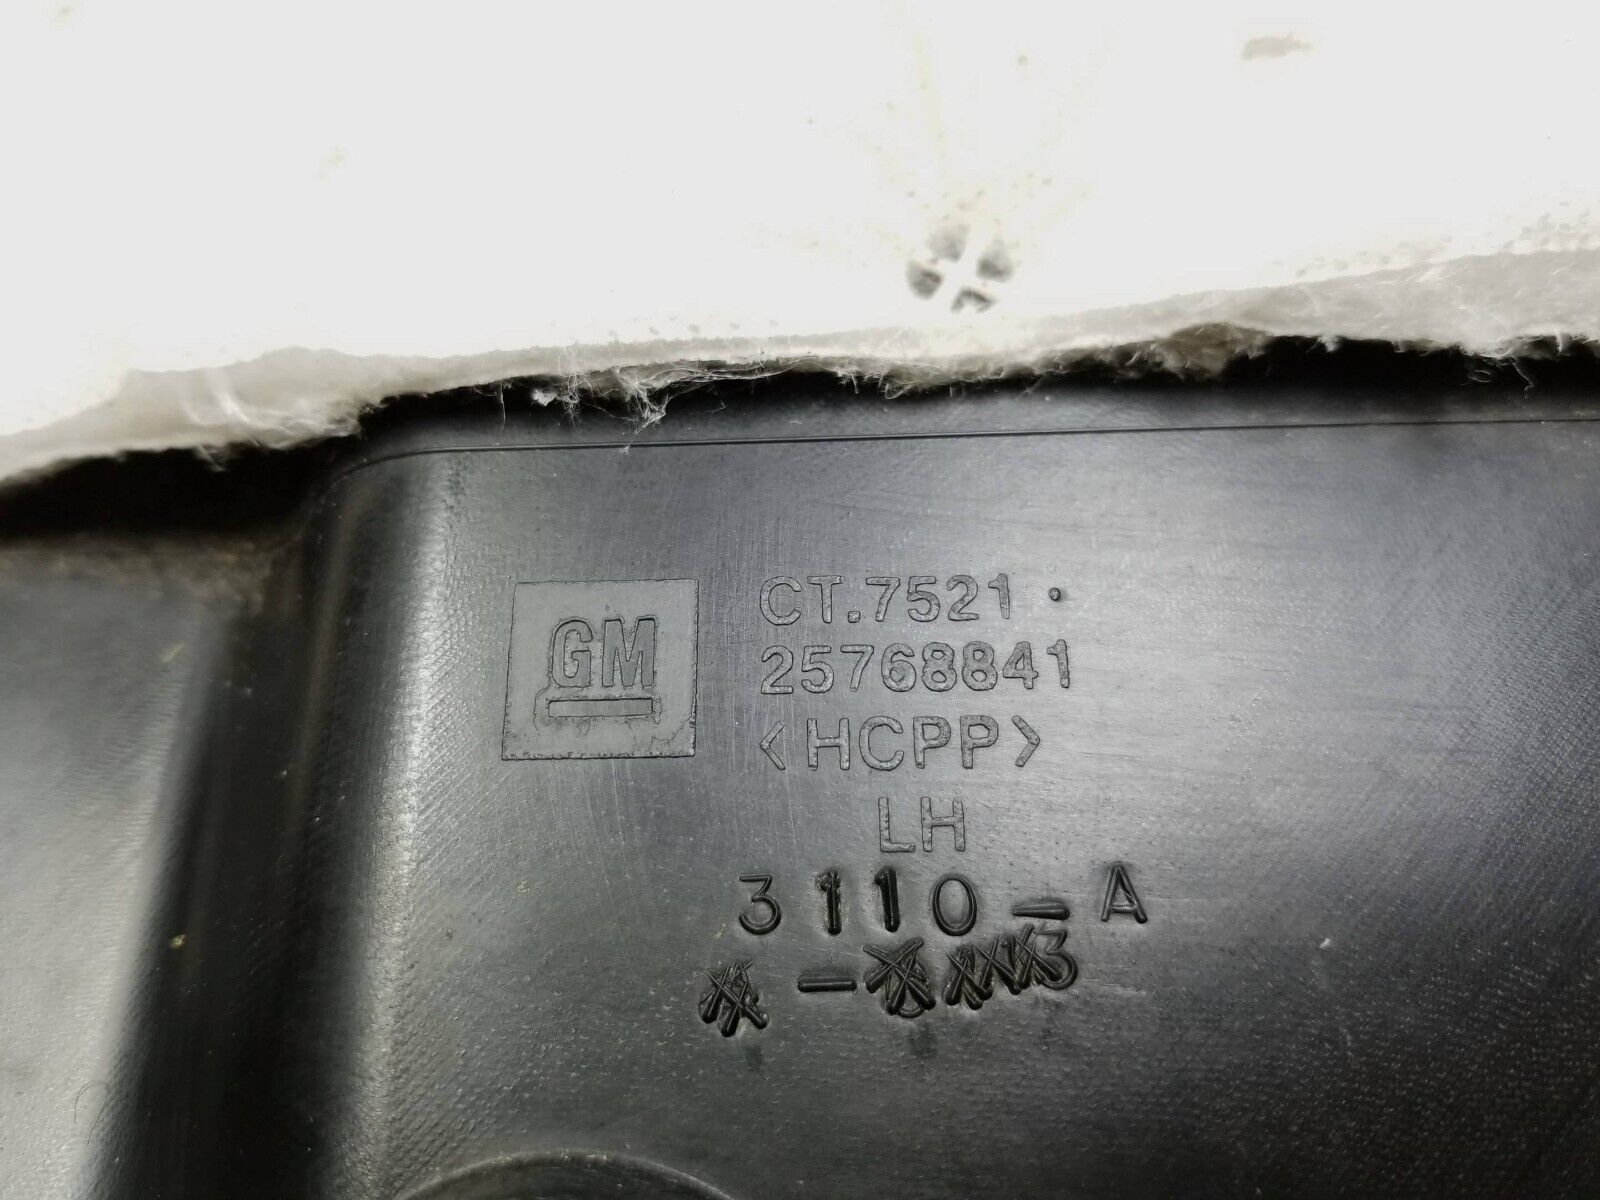 GM
CT.7521
25768841
<HCPP>
LH
3110-A